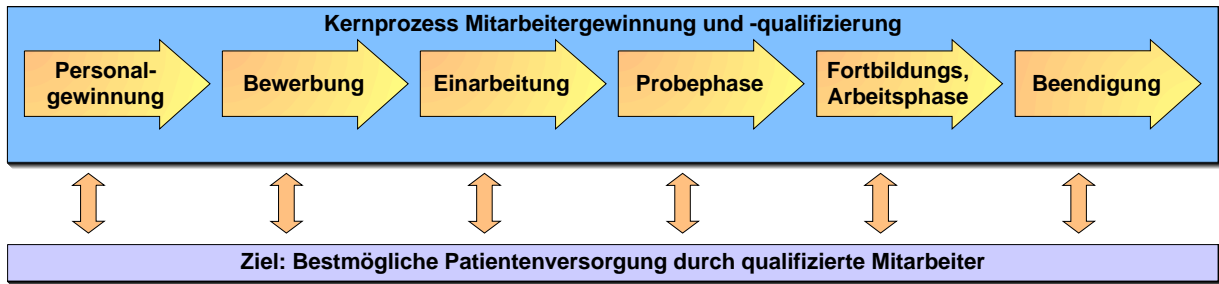 Kernprozess Mitarbeitergewinnung und -qualifizierung
Personal-
gewinnung
Bewerbung
Einarbeitung
Probephase
Fortbildungs,
Arbeitsphase
Beendigung
Ziel: Bestmögliche Patientenversorgung durch qualifizierte Mitarbeiter